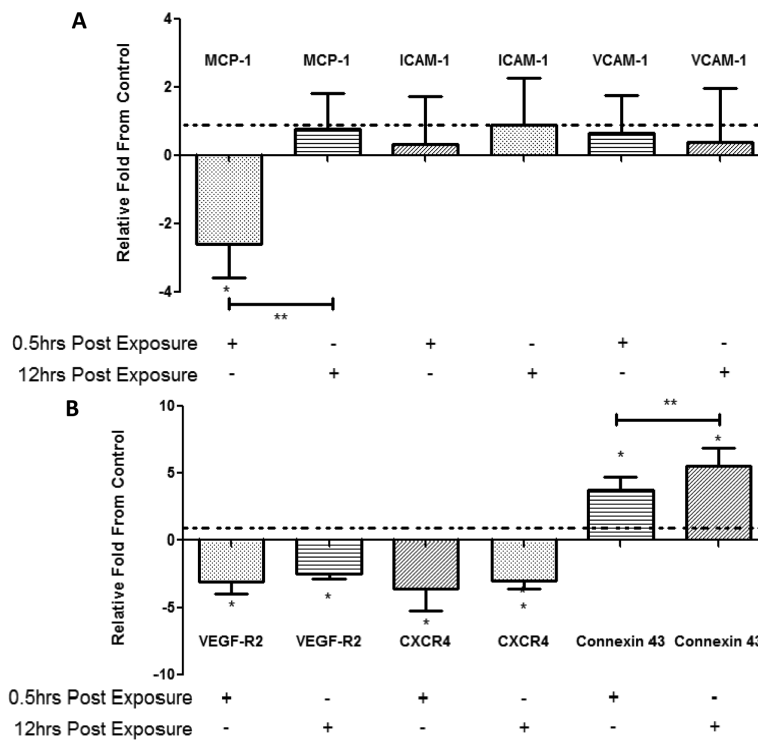 A
Relative Fold From Control
4
2
0
-2
-4
MCP-1 MCP-1 ICAM-1 ICAM-1 VCAM-1 VCAM-1
*
**
0.5hrs Post Exposure + - + - + -
12hrs Post Exposure - + - + - +
B
Relative Fold From Control
10
5
0
-5
-10
**
* *
* * * * *
VEGF-R2 VEGF-R2 CXCR4 CXCR4 Connexin 43 Connexin 43
0.5hrs Post Exposure + - + - + -
12hrs Post Exposure - + - + - +